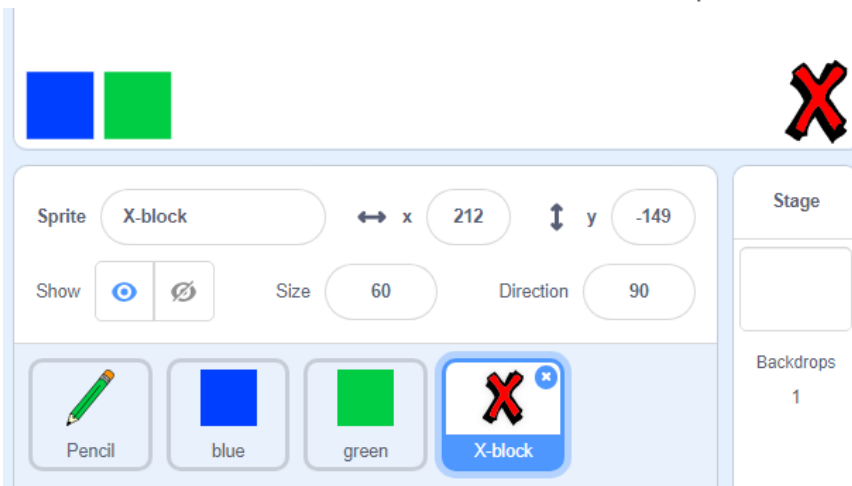 Sprite X-block x 212 y -149
Stage
Show Size 60 Direction 90
Backdrops
1
Pencil blue green X-block